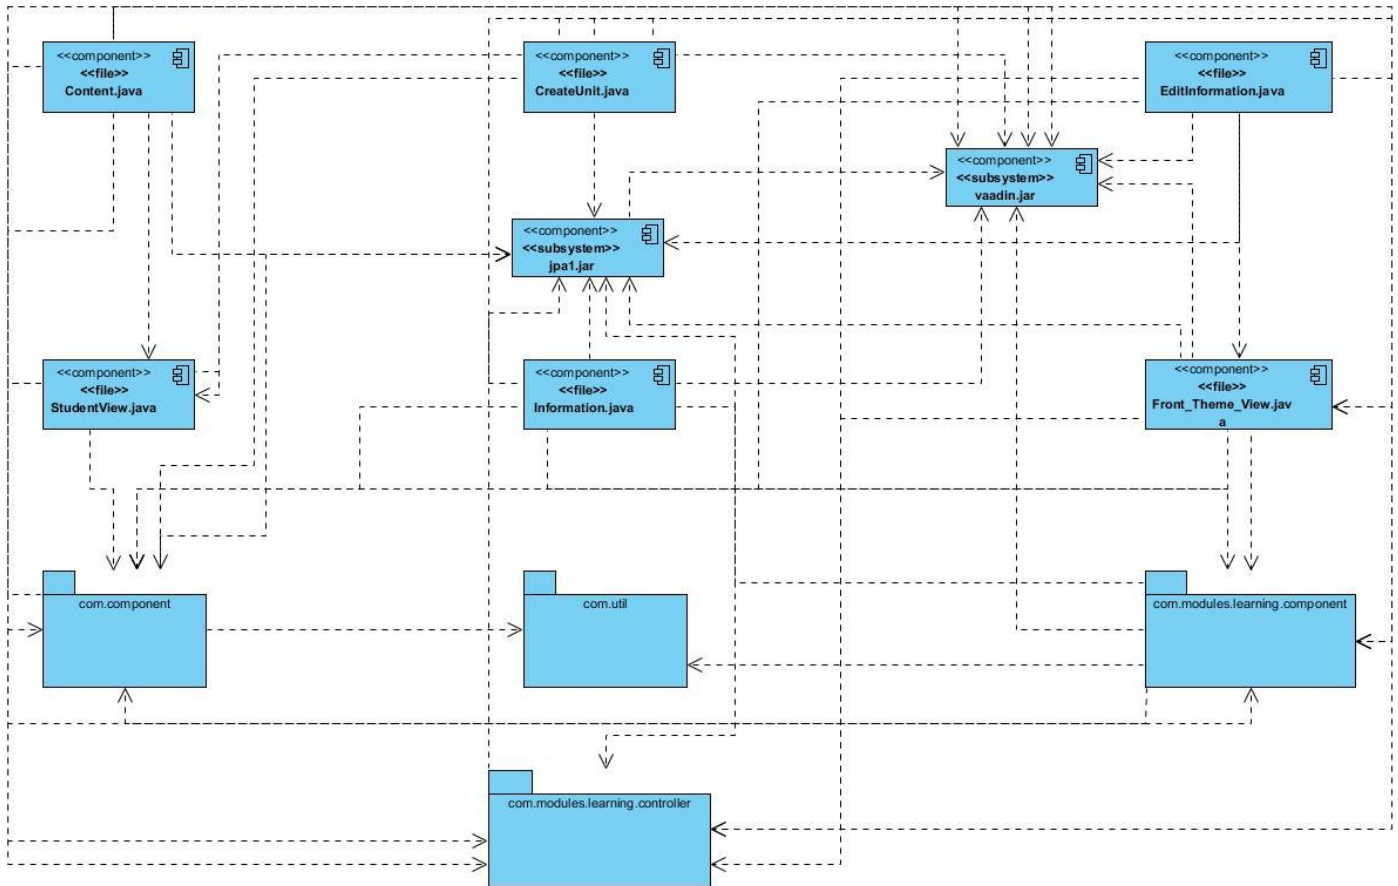 <<component>>
<<file>>
Content.java
<<component>>
<<file>>
CreateUnit.java
<<component>>
<<file>>
EditInformation.java
<<component>>
<<subsystem>>
vaadin.jar
<<component>>
<<subsystem>>
jpa1.jar
<<component>>
<<file>>
StudentView.java
<<component>>
<<file>>
Information.java
<<component>>
<<file>>
Front_Theme_View.jav
a
com.component
com.util
com.modules.learning.component
com.modules.learning.controller